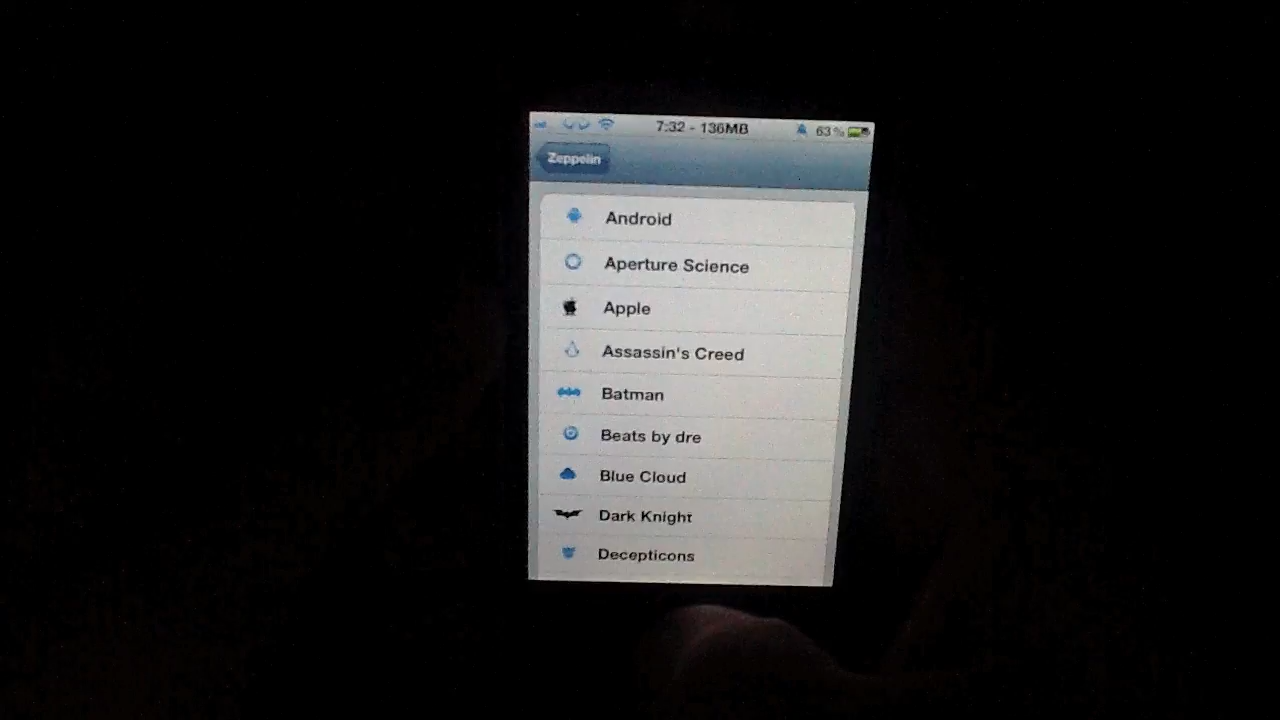 7:32 - 136MB 63%
Zeppelin
Android
Aperture Science
Apple
Assassin's Creed
Batman
Beats by dre
Blue Cloud
Dark Knight
Decepticons